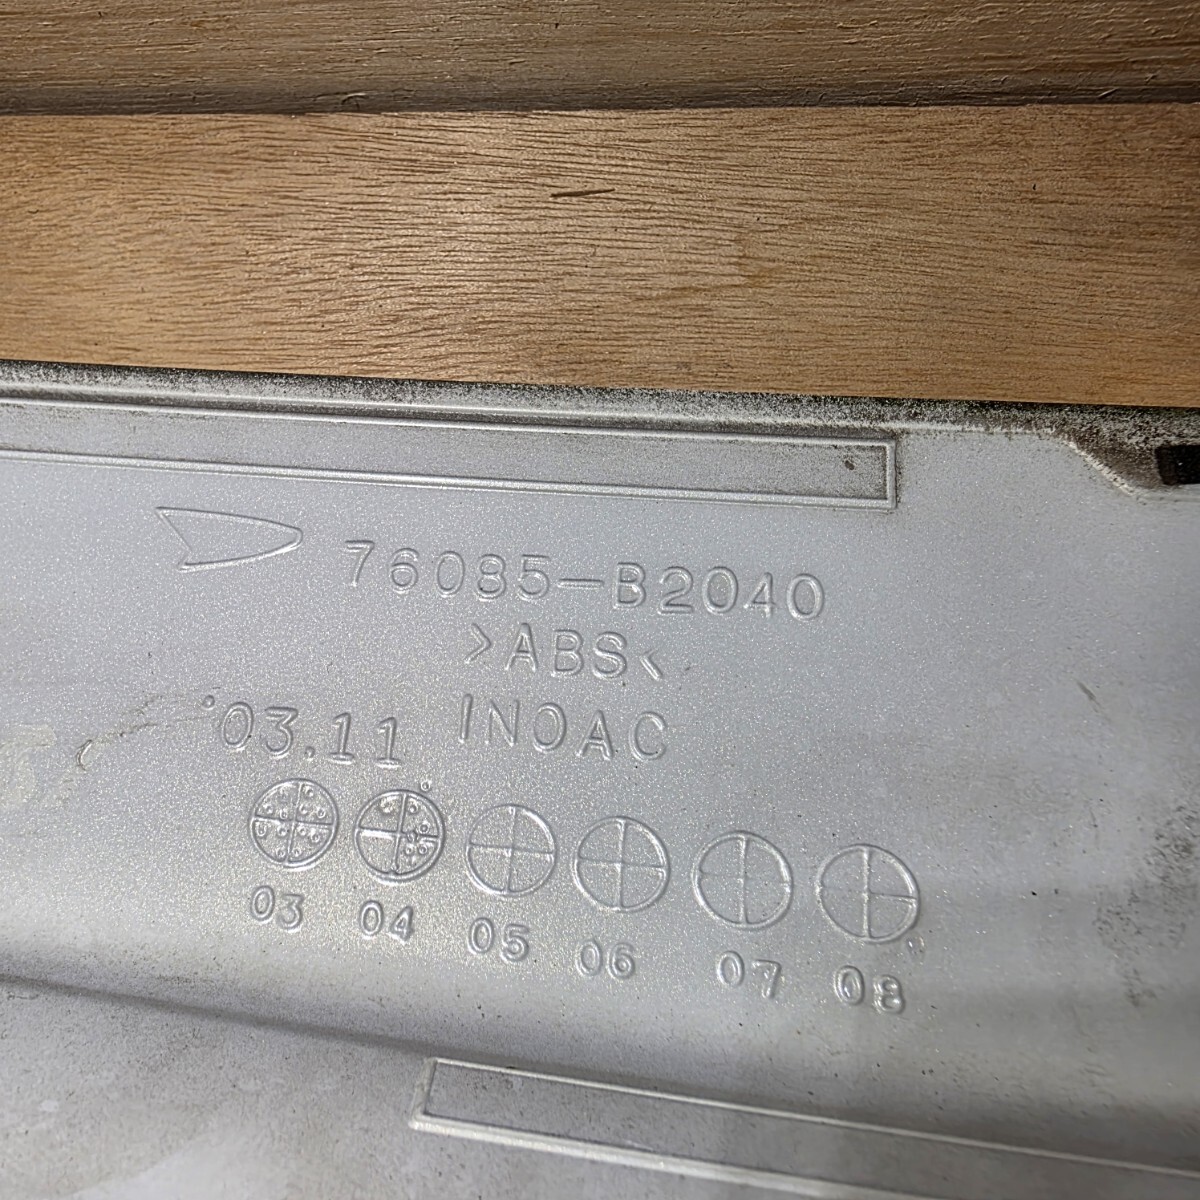 76085-B2040
>ABS<
INOAC
'03.11
03 04 05 06 07 08